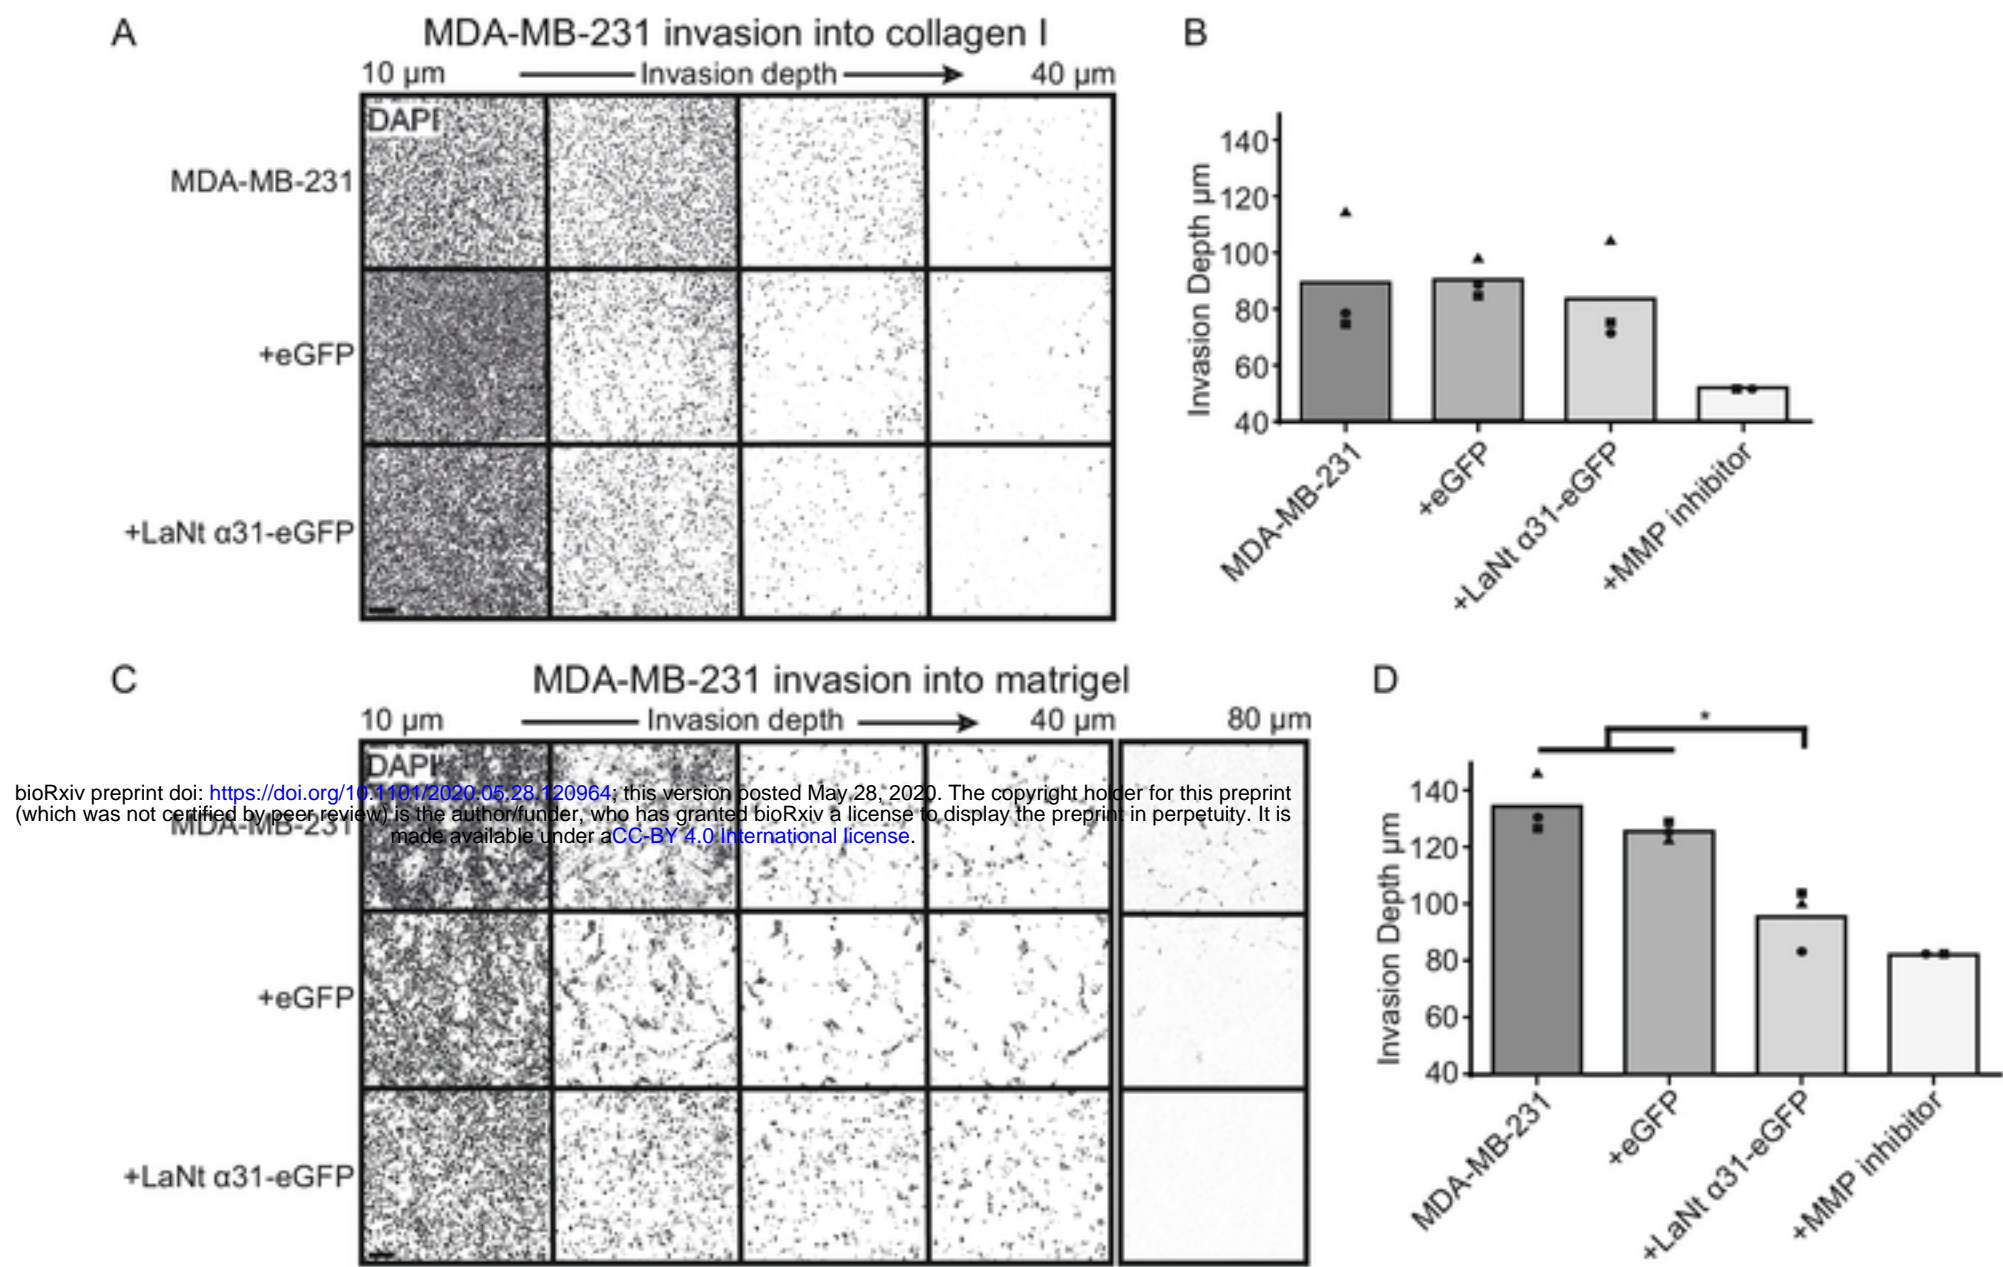 A
MDA-MB-231 invasion into collagen I
10 µm
Invasion depth
40 µm
DAPI
MDA-MB-231
+eGFP
+LaNt α31-eGFP
B
Invasion Depth µm
140
120
100
80
60
40
MDA-MB-231
+eGFP
+LaNt α31-eGFP
+MMP inhibitor
C
MDA-MB-231 invasion into matrigel
10 µm
Invasion depth
40 µm
80 µm
DAPI
bioRxiv preprint doi: https://doi.org/10.1101/2020.05.28.120964; this version posted May 28, 2020. The copyright holder for this preprint
(which was not certified by peer review) is the author/funder, who has granted bioRxiv a license to display the preprint in perpetuity. It is
made available under aCC-BY 4.0 International license.
MDA-MB-231
+eGFP
+LaNt α31-eGFP
D
*
Invasion Depth µm
140
120
100
80
60
40
MDA-MB-231
+eGFP
+LaNt α31-eGFP
+MMP inhibitor